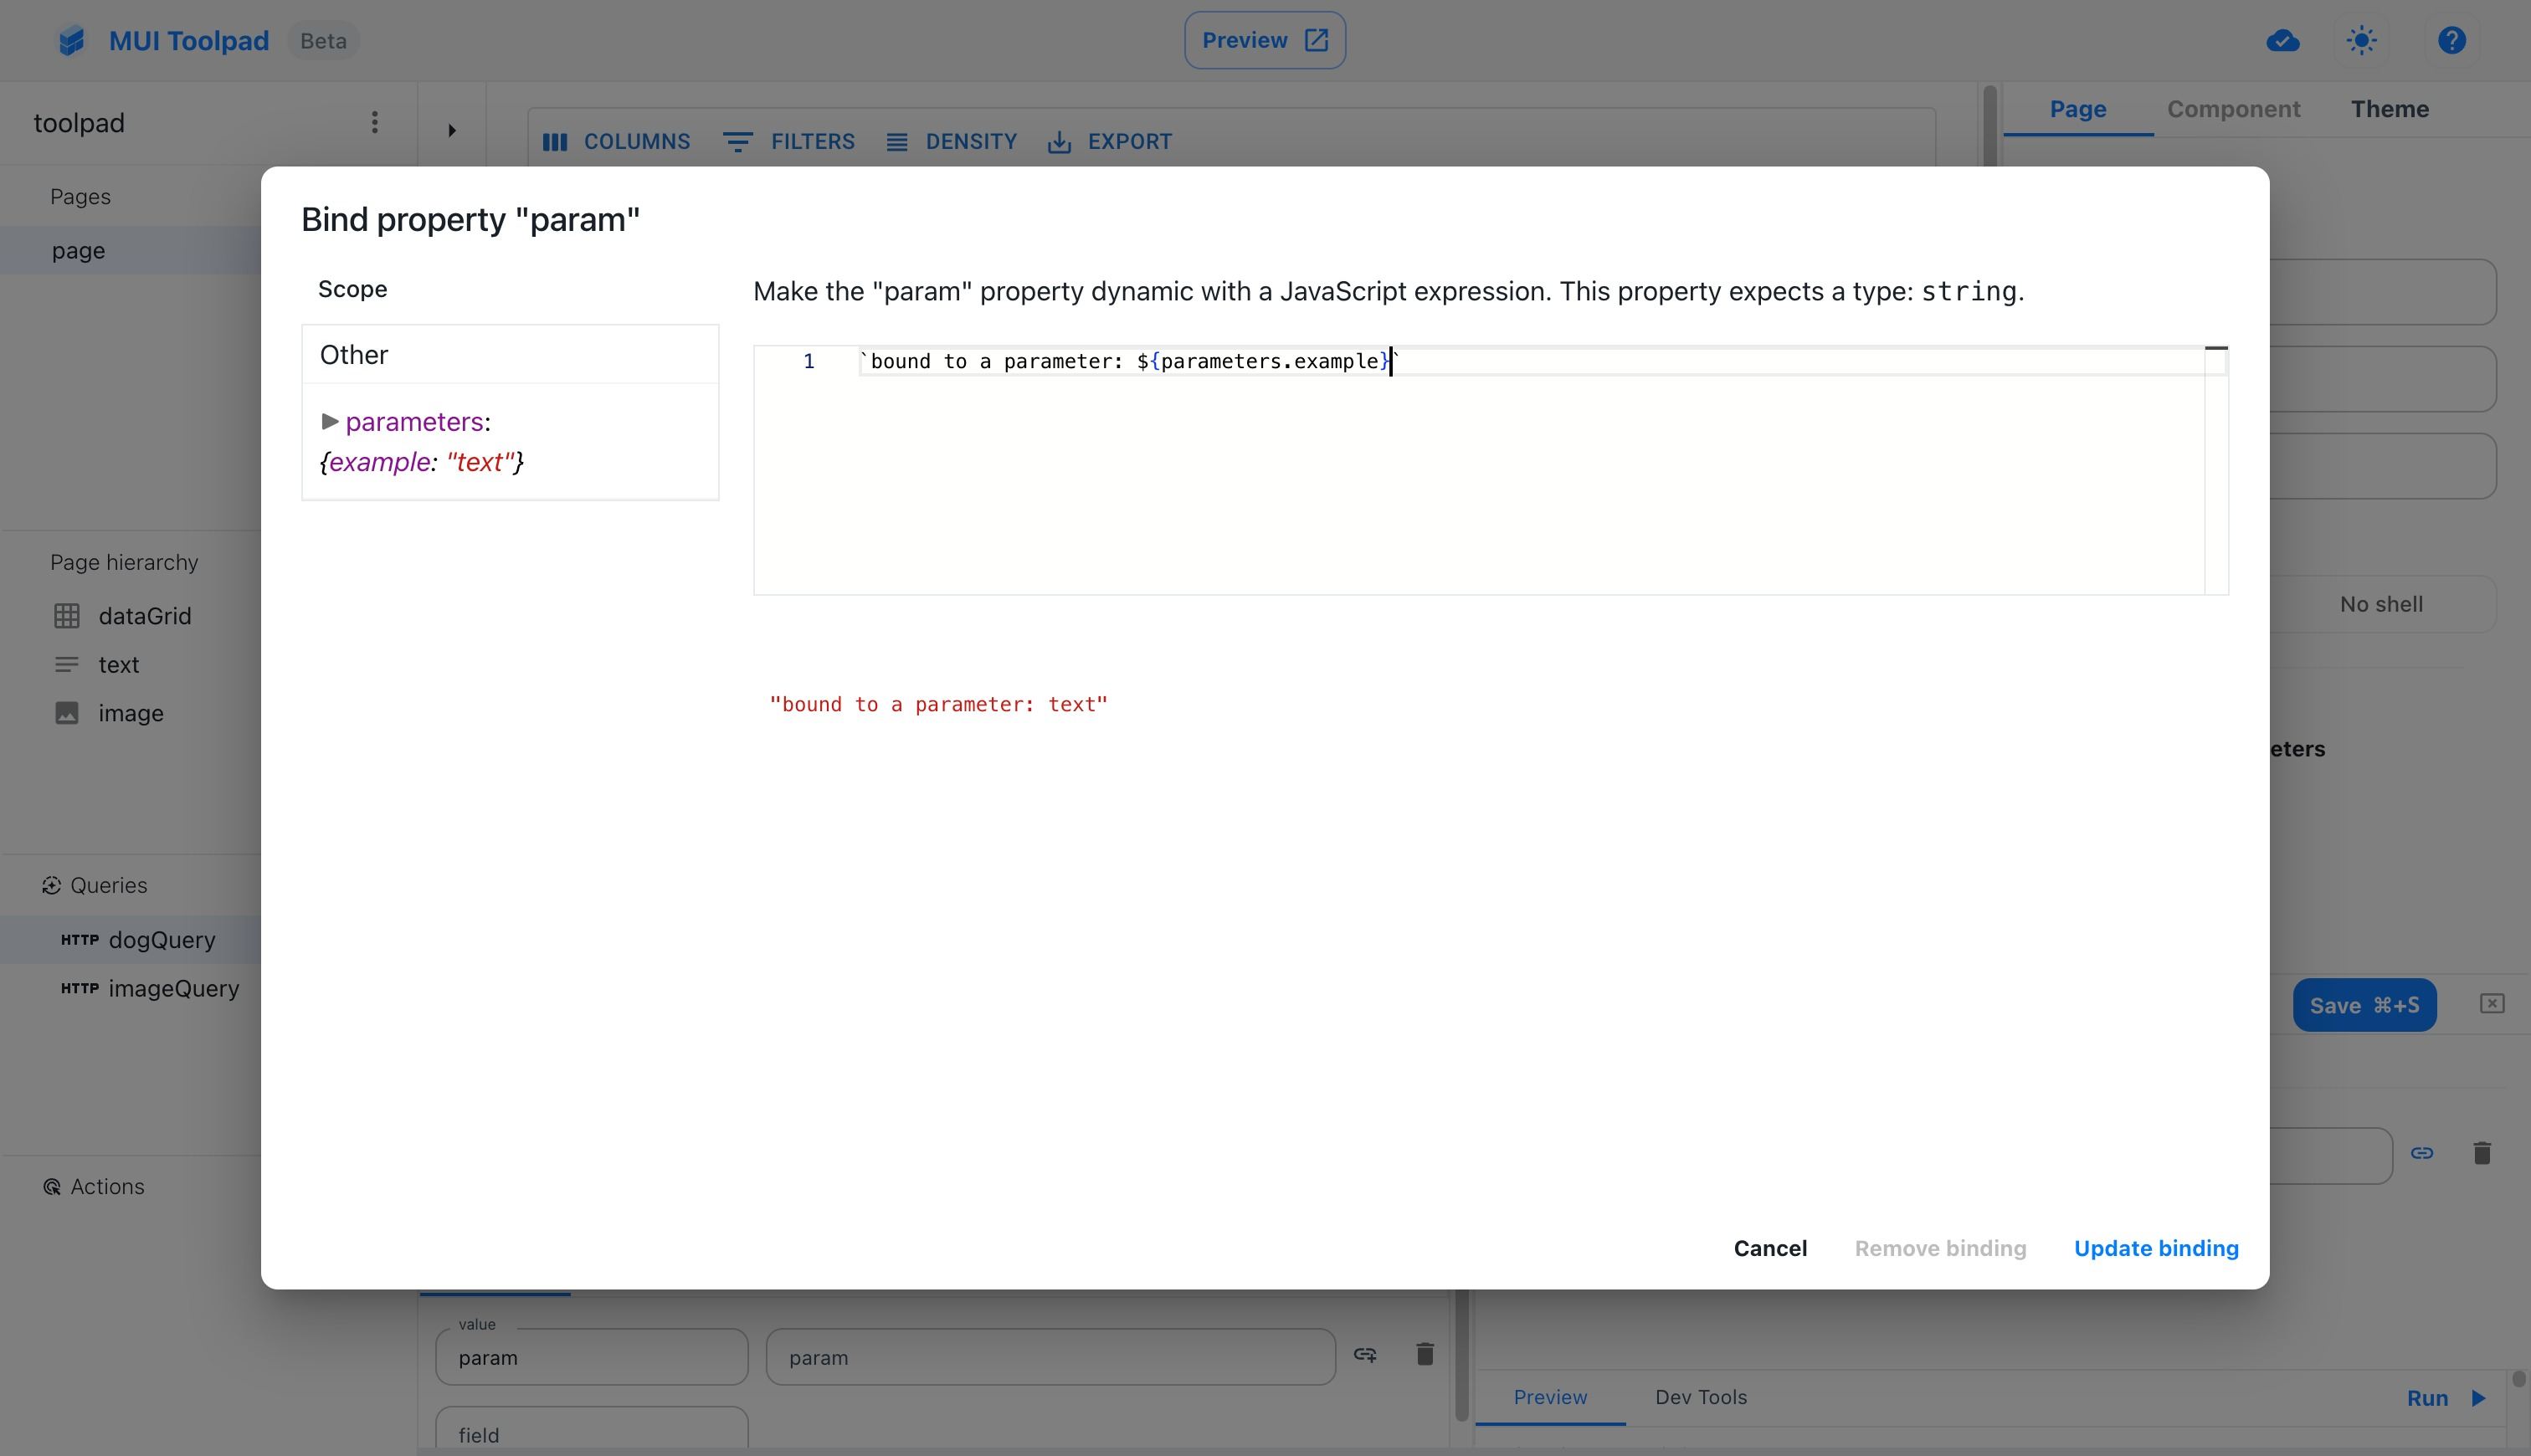 MUI Toolpad Beta
Preview
toolpad
COLUMNS FILTERS DENSITY EXPORT
Page Component Theme
Pages
page
Bind property "param"
Scope
Other
parameters:
{example: "text"}
Make the "param" property dynamic with a JavaScript expression. This property expects a type: string.
1 `bound to a parameter: ${parameters.example}`
"bound to a parameter: text"
Cancel Remove binding Update binding
Page hierarchy
dataGrid
text
image
Queries
HTTP dogQuery
HTTP imageQuery
Actions
No shell
eters
Save ⌘+S
value
param
param
field
Preview Dev Tools Run